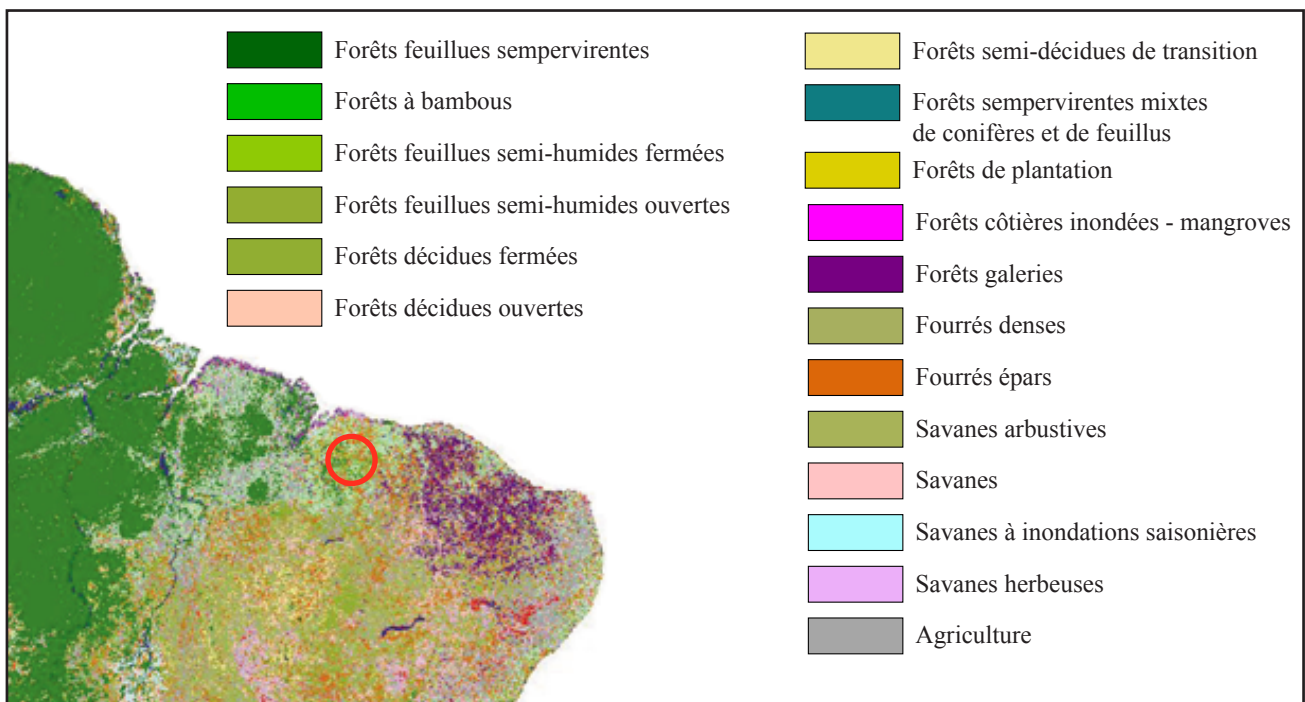 Forêts feuillues sempervirentes
Forêts à bambous
Forêts feuillues semi-humides fermées
Forêts feuillues semi-humides ouvertes
Forêts décidues fermées
Forêts décidues ouvertes
Forêts semi-décidues de transition
Forêts sempervirentes mixtes
de conifères et de feuillus
Forêts de plantation
Forêts côtières inondées - mangroves
Forêts galeries
Fourrés denses
Fourrés épars
Savanes arbustives
Savanes
Savanes à inondations saisonières
Savanes herbeuses
Agriculture